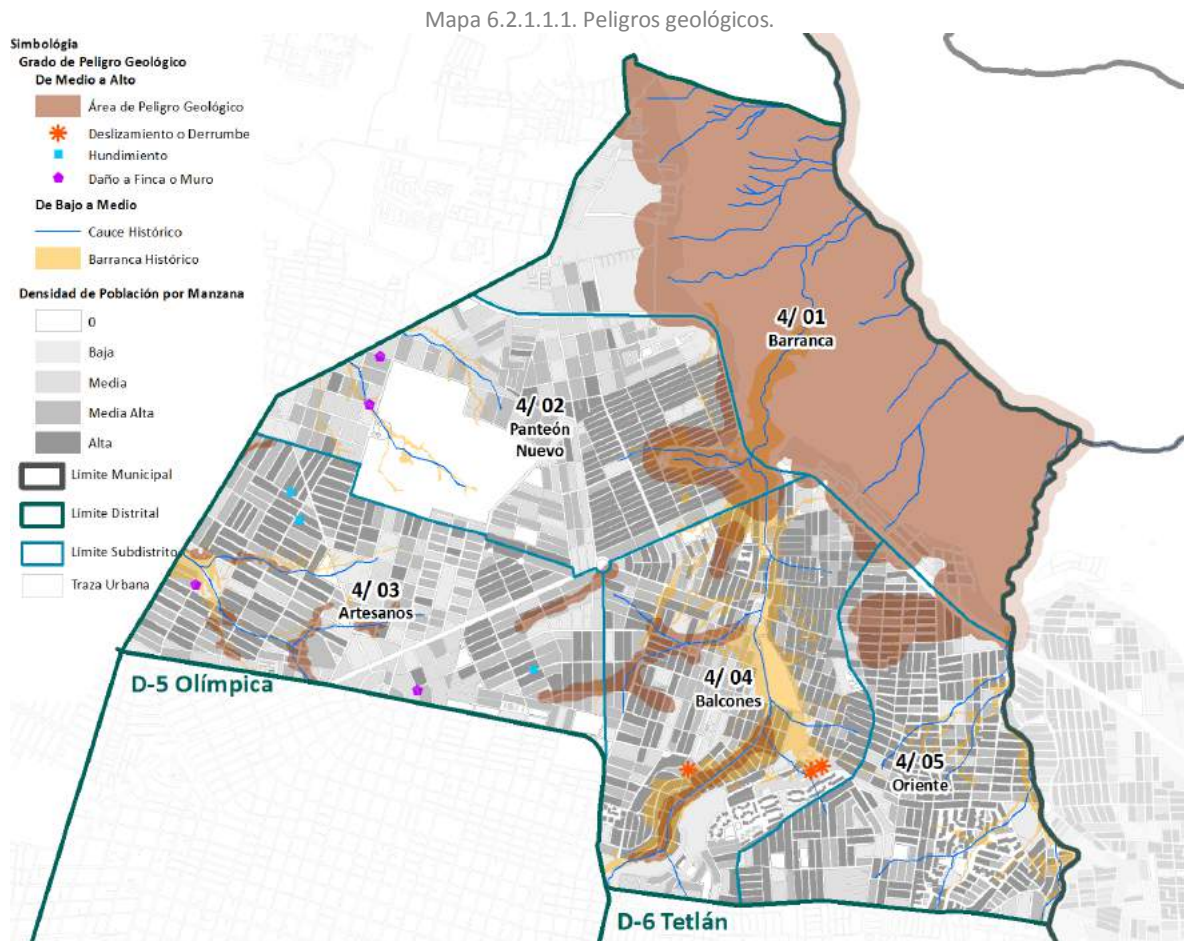 Mapa 6.2.1.1.1. Peligros geológicos.
Simbólgia
Grado de Peligro Geológico
De Medio a Alto
Área de Peligro Geológico
Deslizamiento o Derrumbe
Hundimiento
Daño a Finca o Muro
De Bajo a Medio
Cauce Histórico
Barranca Histórico
Densidad de Población por Manzana
0
Baja
Media
Media Alta
Alta
Límite Municipal
Límite Distrital
Límite Subdistrito
Traza Urbana
4/ 01
Barranca
4/ 02
Panteón
Nuevo
4/ 03
Artesanos
4/ 04
Balcones
4/ 05
Oriente
D-5 Olímpica
D-6 Tetlán